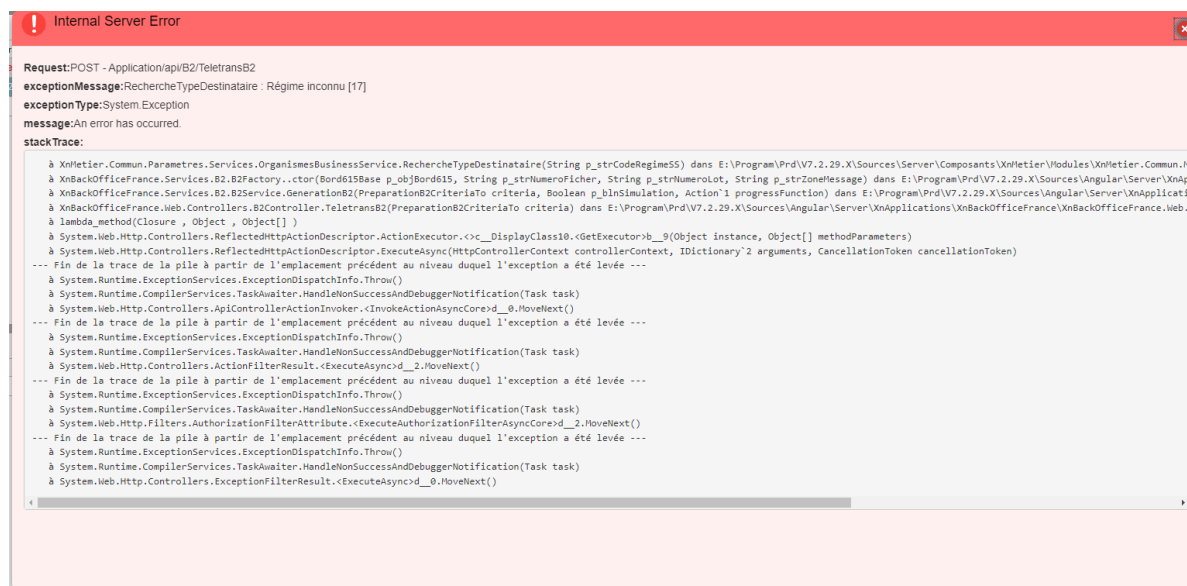 Internal Server Error
Request:POST - Application/api/B2/TeletransB2
exceptionMessage:RechercheTypeDestinataire : Régime inconnu [17]
exceptionType:System.Exception
message:An error has occurred.
stackTrace:
à XnMetier.Commun.Parametres.Services.OrganismesBusinessService.RechercheTypeDestinataire(String p_strCodeRegimeSS) dans E:\Program\Prd\V7.2.29.X\Sources\Server\Composants\XnMetier\Modules\XnMetier.Commun.
à XnBackOfficeFrance.Services.B2.B2Factory..ctor(Bord615Base p_objBord615, String p_strNumeroFicher, String p_strNumeroLot, String p_strZoneMessage) dans E:\Program\Prd\V7.2.29.X\Sources\Angular\Server\
à XnBackOfficeFrance.Services.B2.B2Service.GenerationB2(PreparationB2CriteriaTo criteria, Boolean p_blnSimulation, Action`1 progressFunction) dans E:\Program\Prd\V7.2.29.X\Sources\Angular\Server\XnApplicati
à XnBackOfficeFrance.Web.Controllers.B2Controller.TeletransB2(PreparationB2CriteriaTo criteria) dans E:\Program\Prd\V7.2.29.X\Sources\Angular\Server\XnApplications\XnBackOfficeFrance\XnBackOfficeFrance.Web.
à lambda_method(Closure , Object , Object[] )
à System.Web.Http.Controllers.ReflectedHttpActionDescriptor.ActionExecutor.<>c__DisplayClass10.<GetExecutor>b__9(Object instance, Object[] methodParameters)
à System.Web.Http.Controllers.ReflectedHttpActionDescriptor.ExecuteAsync(HttpControllerContext controllerContext, IDictionary`2 arguments, CancellationToken cancellationToken)
--- Fin de la trace de la pile à partir de l'emplacement précédent au niveau duquel l'exception a été levée ---
à System.Runtime.ExceptionServices.ExceptionDispatchInfo.Throw()
à System.Runtime.CompilerServices.TaskAwaiter.HandleNonSuccessAndDebuggerNotification(Task task)
à System.Web.Http.Controllers.ApiControllerActionInvoker.<InvokeActionAsyncCore>d__0.MoveNext()
--- Fin de la trace de la pile à partir de l'emplacement précédent au niveau duquel l'exception a été levée ---
à System.Runtime.ExceptionServices.ExceptionDispatchInfo.Throw()
à System.Runtime.CompilerServices.TaskAwaiter.HandleNonSuccessAndDebuggerNotification(Task task)
à System.Web.Http.Controllers.ActionFilterResult.<ExecuteAsync>d__2.MoveNext()
--- Fin de la trace de la pile à partir de l'emplacement précédent au niveau duquel l'exception a été levée ---
à System.Runtime.ExceptionServices.ExceptionDispatchInfo.Throw()
à System.Runtime.CompilerServices.TaskAwaiter.HandleNonSuccessAndDebuggerNotification(Task task)
à System.Web.Http.Filters.AuthorizationFilterAttribute.<ExecuteAuthorizationFilterAsyncCore>d__2.MoveNext()
--- Fin de la trace de la pile à partir de l'emplacement précédent au niveau duquel l'exception a été levée ---
à System.Runtime.ExceptionServices.ExceptionDispatchInfo.Throw()
à System.Runtime.CompilerServices.TaskAwaiter.HandleNonSuccessAndDebuggerNotification(Task task)
à System.Web.Http.Controllers.ExceptionFilterResult.<ExecuteAsync>d__0.MoveNext()